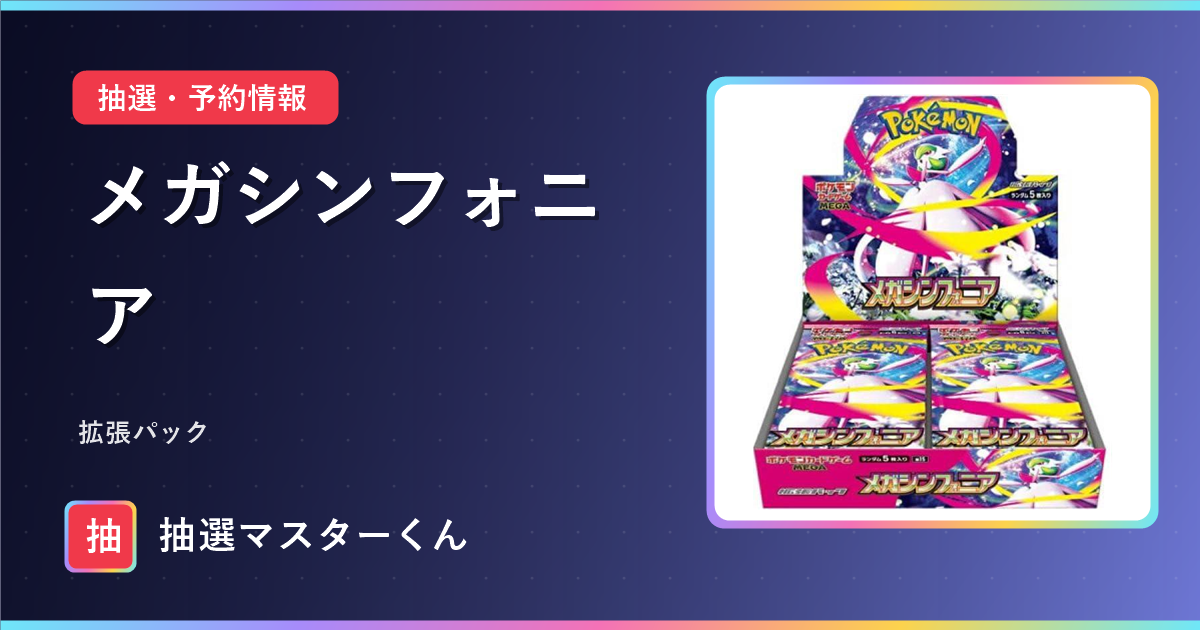 抽選・予約情報
メガシンフォニ
ア
拡張パック
抽 抽選マスターくん
POKÉMON
ポケモン
カードゲーム
MEGA
拡張パック
ランダム5枚入り
メガシンフォニア
POKÉMON
POKÉMON
メガシンフォニア
メガシンフォニア
ポケモンカードゲーム
MEGA
ランダム5枚入り
拡張パック
メガシンフォニア